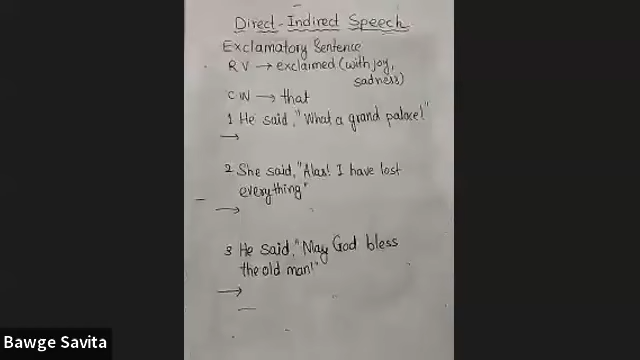 Direct - Indirect Speech
Exclamatory Sentence
RV → exclaimed (with joy,
sadness)
CW → that
1 He said, "What a grand palace!"
→
2 She said, "Alas! I have lost
everything"
→
3 He said, "May God bless
the old man!"
→
Bawge Savita